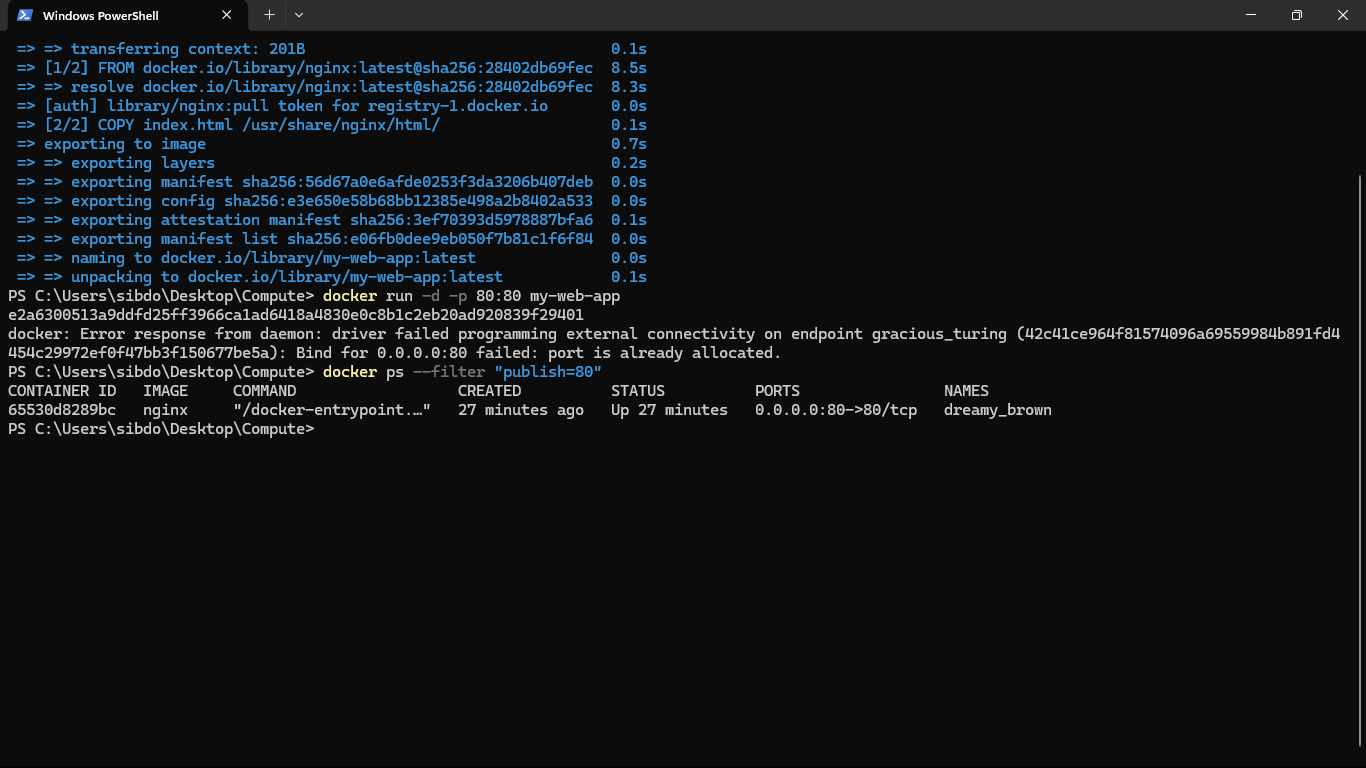 Windows PowerShell
=> => transferring context: 201B 0.1s
=> [1/2] FROM docker.io/library/nginx:latest@sha256:28402db69fec 8.5s
=> => resolve docker.io/library/nginx:latest@sha256:28402db69fec 8.3s
=> [auth] library/nginx:pull token for registry-1.docker.io 0.0s
=> [2/2] COPY index.html /usr/share/nginx/html/ 0.1s
=> exporting to image 0.7s
=> => exporting layers 0.2s
=> => exporting manifest sha256:56d67a0e6afde0253f3da3206b407deb 0.0s
=> => exporting config sha256:e3e650e58b68bb12385e498a2b8402a533 0.0s
=> => exporting attestation manifest sha256:3ef70393d5978887bfa6 0.1s
=> => exporting manifest list sha256:e06fb0dee9eb050f7b81c1f6f84 0.0s
=> => naming to docker.io/library/my-web-app:latest 0.0s
=> => unpacking to docker.io/library/my-web-app:latest 0.1s
PS C:\Users\sibdo\Desktop\Compute> docker run -d -p 80:80 my-web-app
e2a6300513a9ddfd25ff3966ca1ad6418a4830e0c8b1c2eb20ad920839f29401
docker: Error response from daemon: driver failed programming external connectivity on endpoint gracious_turing (42c41ce964f81574096a69559984b891fd4
454c29972ef0f47bb3f150677be5a): Bind for 0.0.0.0:80 failed: port is already allocated.
PS C:\Users\sibdo\Desktop\Compute> docker ps --filter "publish=80"
CONTAINER ID IMAGE COMMAND CREATED STATUS PORTS NAMES
65530d8289bc nginx "/docker-entrypoint.…" 27 minutes ago Up 27 minutes 0.0.0.0:80->80/tcp dreamy_brown
PS C:\Users\sibdo\Desktop\Compute>